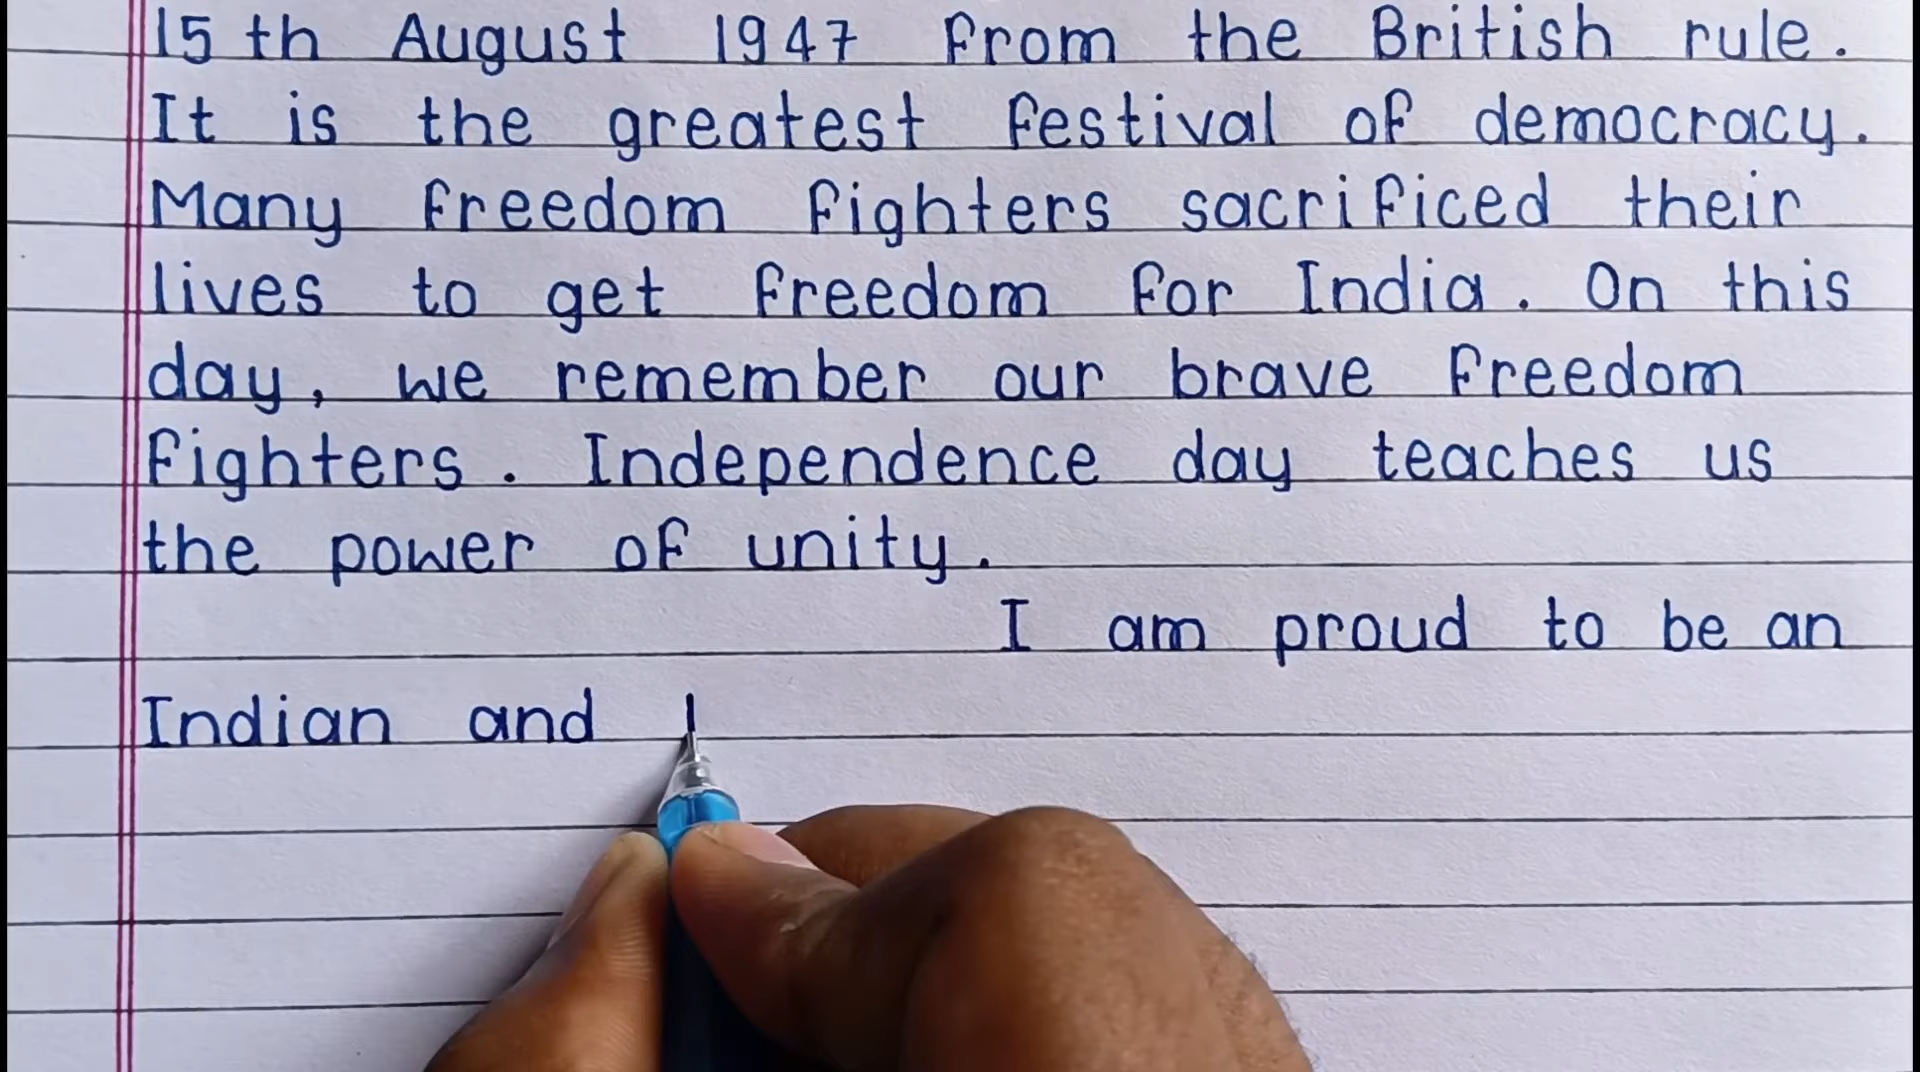 15th August 1947 from the British rule.
It is the greatest festival of democracy.
Many freedom fighters sacrificed their
lives to get freedom for India. On this
day, we remember our brave freedom
fighters. Independence day teaches us
the power of unity.
I am proud to be an
Indian and